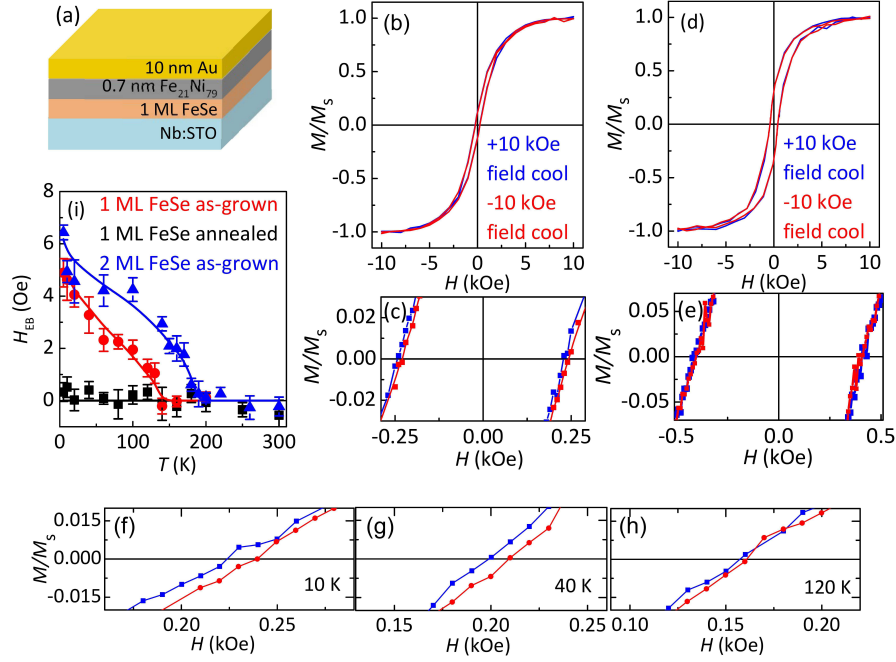 (a)
10 nm Au
0.7 nm Fe21Ni79
1 ML FeSe
Nb:STO
(b)
M/Ms
1.0
0.5
0.0
-0.5
-1.0
+10 kOe
field cool
-10 kOe
field cool
-10 -5 0 5 10
H (kOe)
(d)
M/Ms
1.0
0.5
0.0
-0.5
-1.0
+10 kOe
field cool
-10 kOe
field cool
-10 -5 0 5 10
H (kOe)
(i)
1 ML FeSe as-grown
1 ML FeSe annealed
2 ML FeSe as-grown
HEB (Oe)
6
4
2
0
0 100 200 300
T (K)
(c)
M/Ms
0.02
0.00
-0.02
-0.25 0.00 0.25
H (kOe)
(e)
M/Ms
0.05
0.00
-0.05
-0.5 0.0 0.5
H (kOe)
(f)
M/Ms
0.015
0.000
-0.015
10 K
0.20 0.25
H (kOe)
(g)
40 K
0.15 0.20 0.25
H (kOe)
(h)
120 K
0.10 0.15 0.20
H (kOe)